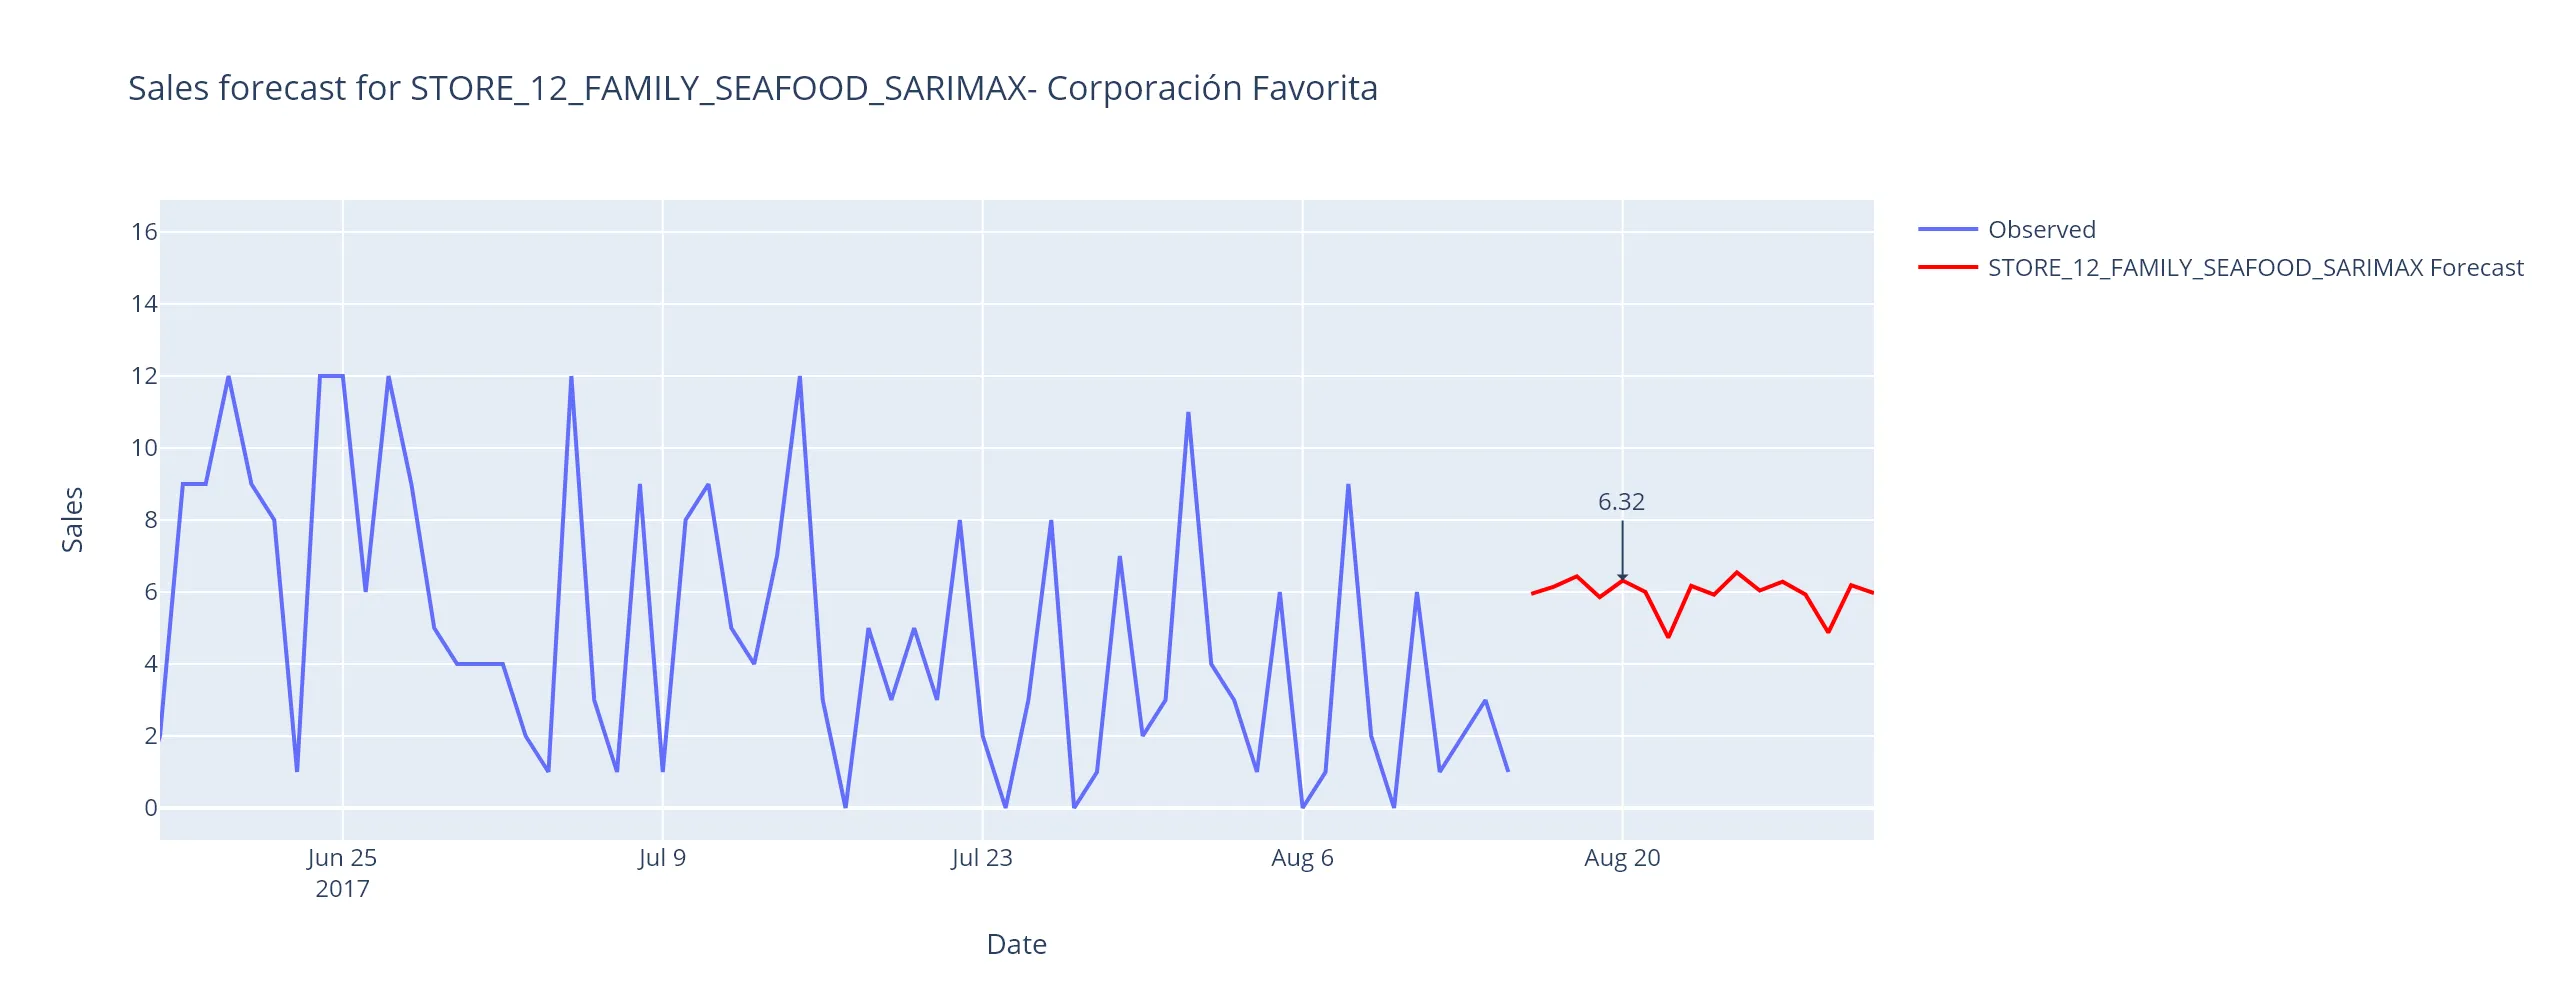 Sales forecast for STORE_12_FAMILY_SEAFOOD_SARIMAX- Corporación Favorita
Observed
STORE_12_FAMILY_SEAFOOD_SARIMAX Forecast
16
14
12
10
8
6
4
2
0
Sales
6.32
Jun 25
2017
Jul 9
Jul 23
Aug 6
Aug 20
Date